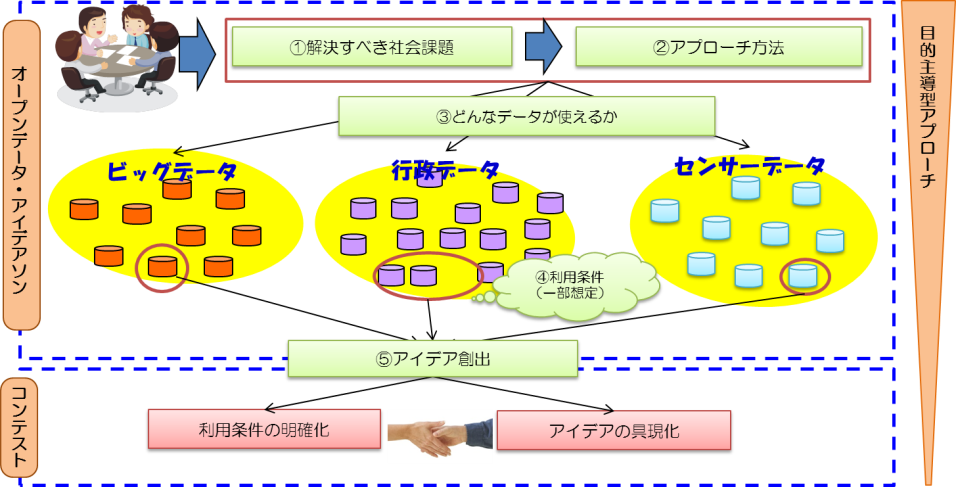 オープンデータ・アイデアソン
①解決すべき社会課題
②アプローチ方法
目的主導型アプローチ
③どんなデータが使えるか
ビッグデータ
行政データ
センサーデータ
④利用条件
（一部想定）
⑤アイデア創出
コンテスト
利用条件の明確化
アイデアの具現化